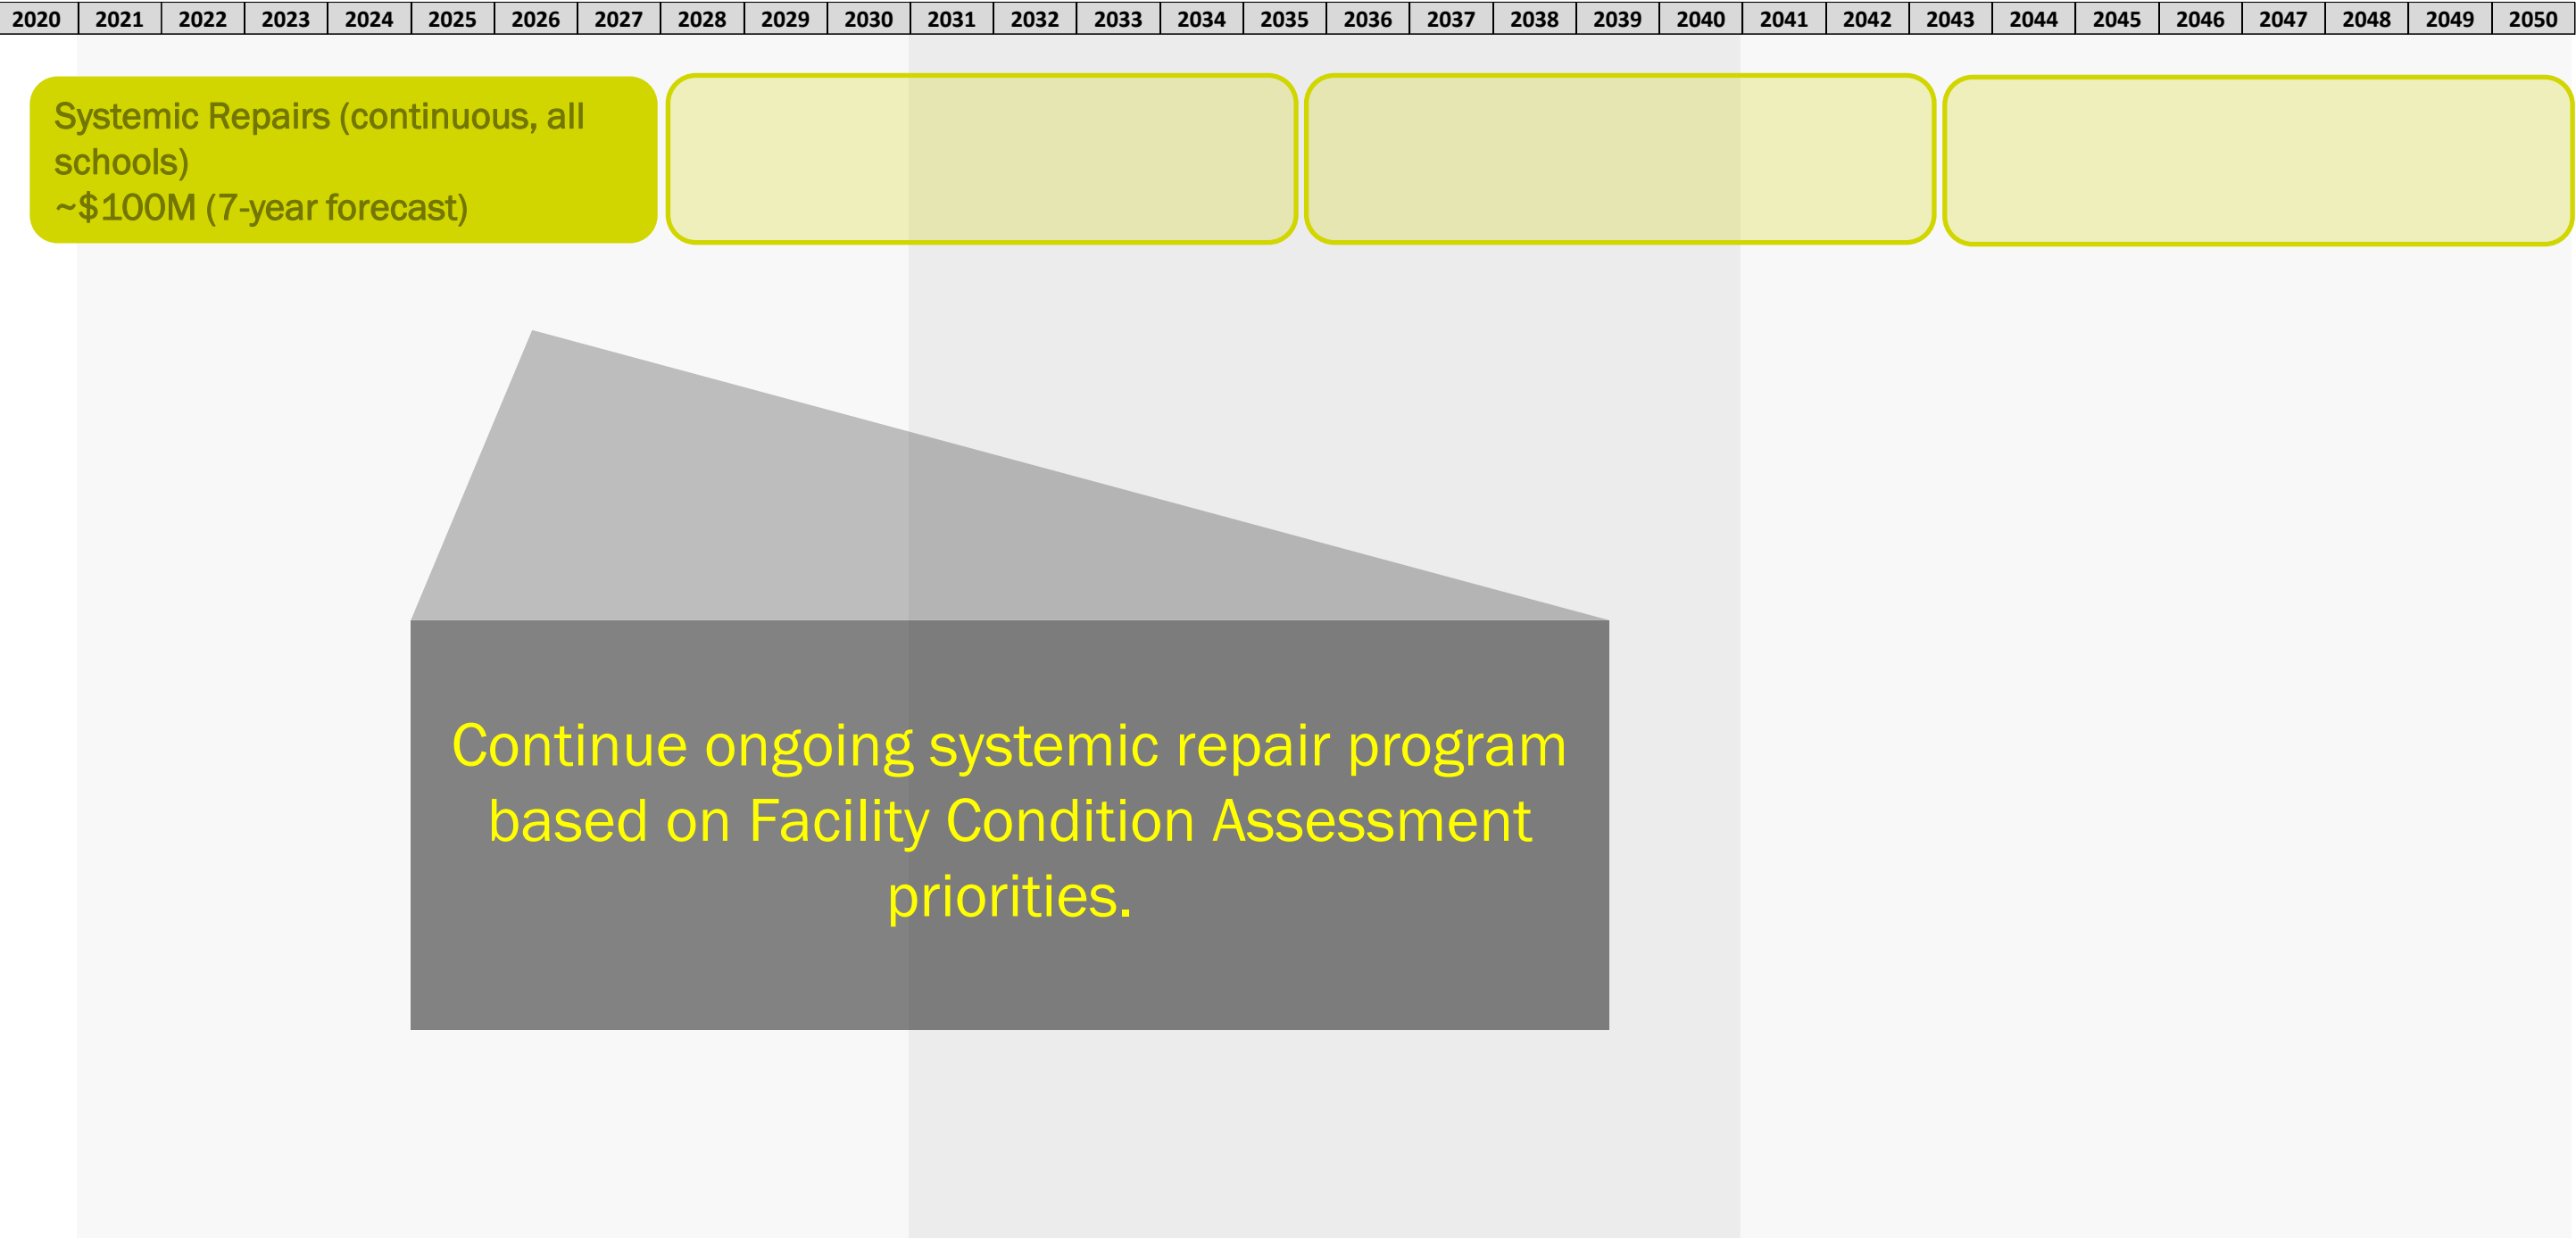 2020 2021 2022 2023 2024 2025 2026 2027 2028 2029 2030 2031 2032 2033 2034 2035 2036 2037 2038 2039 2040 2041 2042 2043 2044 2045 2046 2047 2048 2049 2050
Systemic Repairs (continuous, all
schools)
~$100M (7-year forecast)
Continue ongoing systemic repair program
based on Facility Condition Assessment
priorities.